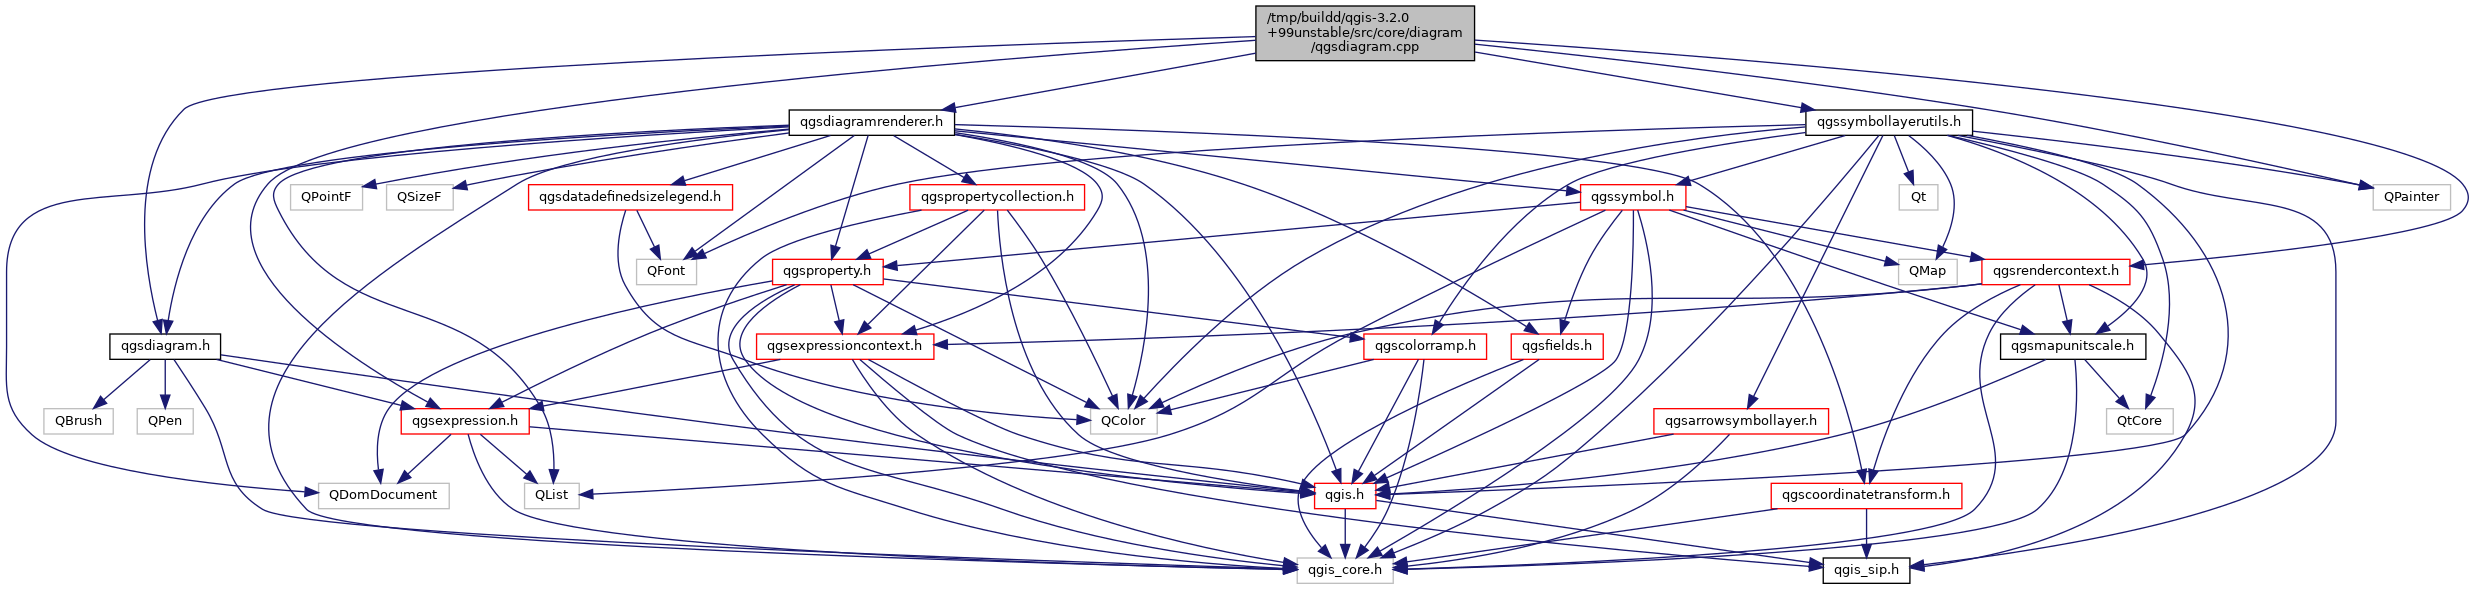 /tmp/buildd/qgis-3.2.0
+99unstable/src/core/diagram
/qgsdiagram.cpp
qgsdiagramrenderer.h
qgssymbollayerutils.h
QPointF
QSizeF
qgsdatadefinedsizelegend.h
qgspropertycollection.h
qgssymbol.h
Qt
QPainter
QFont
qgsproperty.h
QMap
qgsrendercontext.h
qgsdiagram.h
qgsexpressioncontext.h
qgscolorramp.h
qgsfields.h
qgsmapunitscale.h
QBrush
QPen
qgsexpression.h
QColor
qgsarrowsymbollayer.h
QtCore
QDomDocument
QList
qgis.h
qgscoordinatetransform.h
qgis_core.h
qgis_sip.h